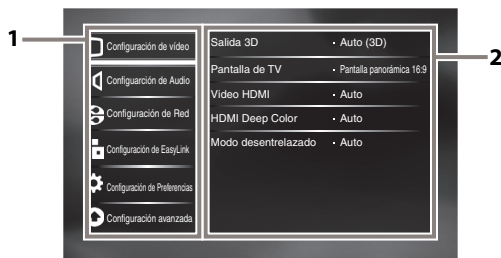 1
2
Configuración de vídeo
Configuarción de Audio
Configuración de Red
Configuración de EasyLink
Configuración de Preferencias
Configuración avanzada
Salida 3D · Auto (3D)
Pantalla de TV · Pantalla panorámica 16:9
Video HDMI · Auto
HDMI Deep Color · Auto
Modo desentrelazado · Auto